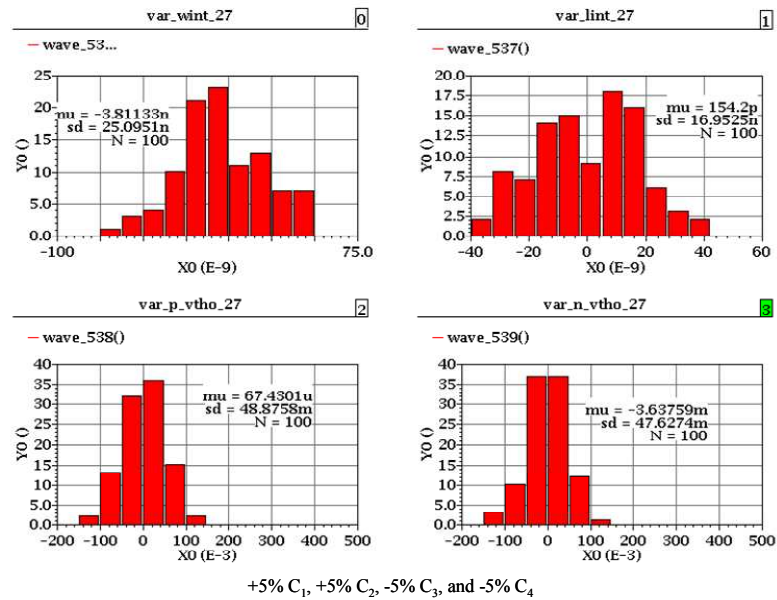 var_wint_27
0
wave_53...
25
20
15
10
5.0
0.0
Y0 ()
mu = -3.81133n
sd = 25.0951n
N = 100
-100
75.0
X0 (E-9)
var_lint_27
1
wave_537()
20.0
17.5
15.0
12.5
10.0
7.5
5.0
2.5
0.0
Y0 ()
mu = 154.2p
sd = 16.9525n
N = 100
-40 -20 0 20 40 60
X0 (E-9)
var_p_vtho_27
2
wave_538()
40
35
30
25
20
15
10
5.0
0.0
Y0 ()
mu = 67.4301u
sd = 48.8758m
N = 100
-200 -100 0 100 200 300 400 500
X0 (E-3)
var_n_vtho_27
3
wave_539()
40
35
30
25
20
15
10
5.0
0.0
Y0 ()
mu = -3.63759m
sd = 47.6274m
N = 100
-200 -100 0 100 200 300 400 500
X0 (E-3)
+5% C₁, +5% C₂, -5% C₃, and -5% C₄